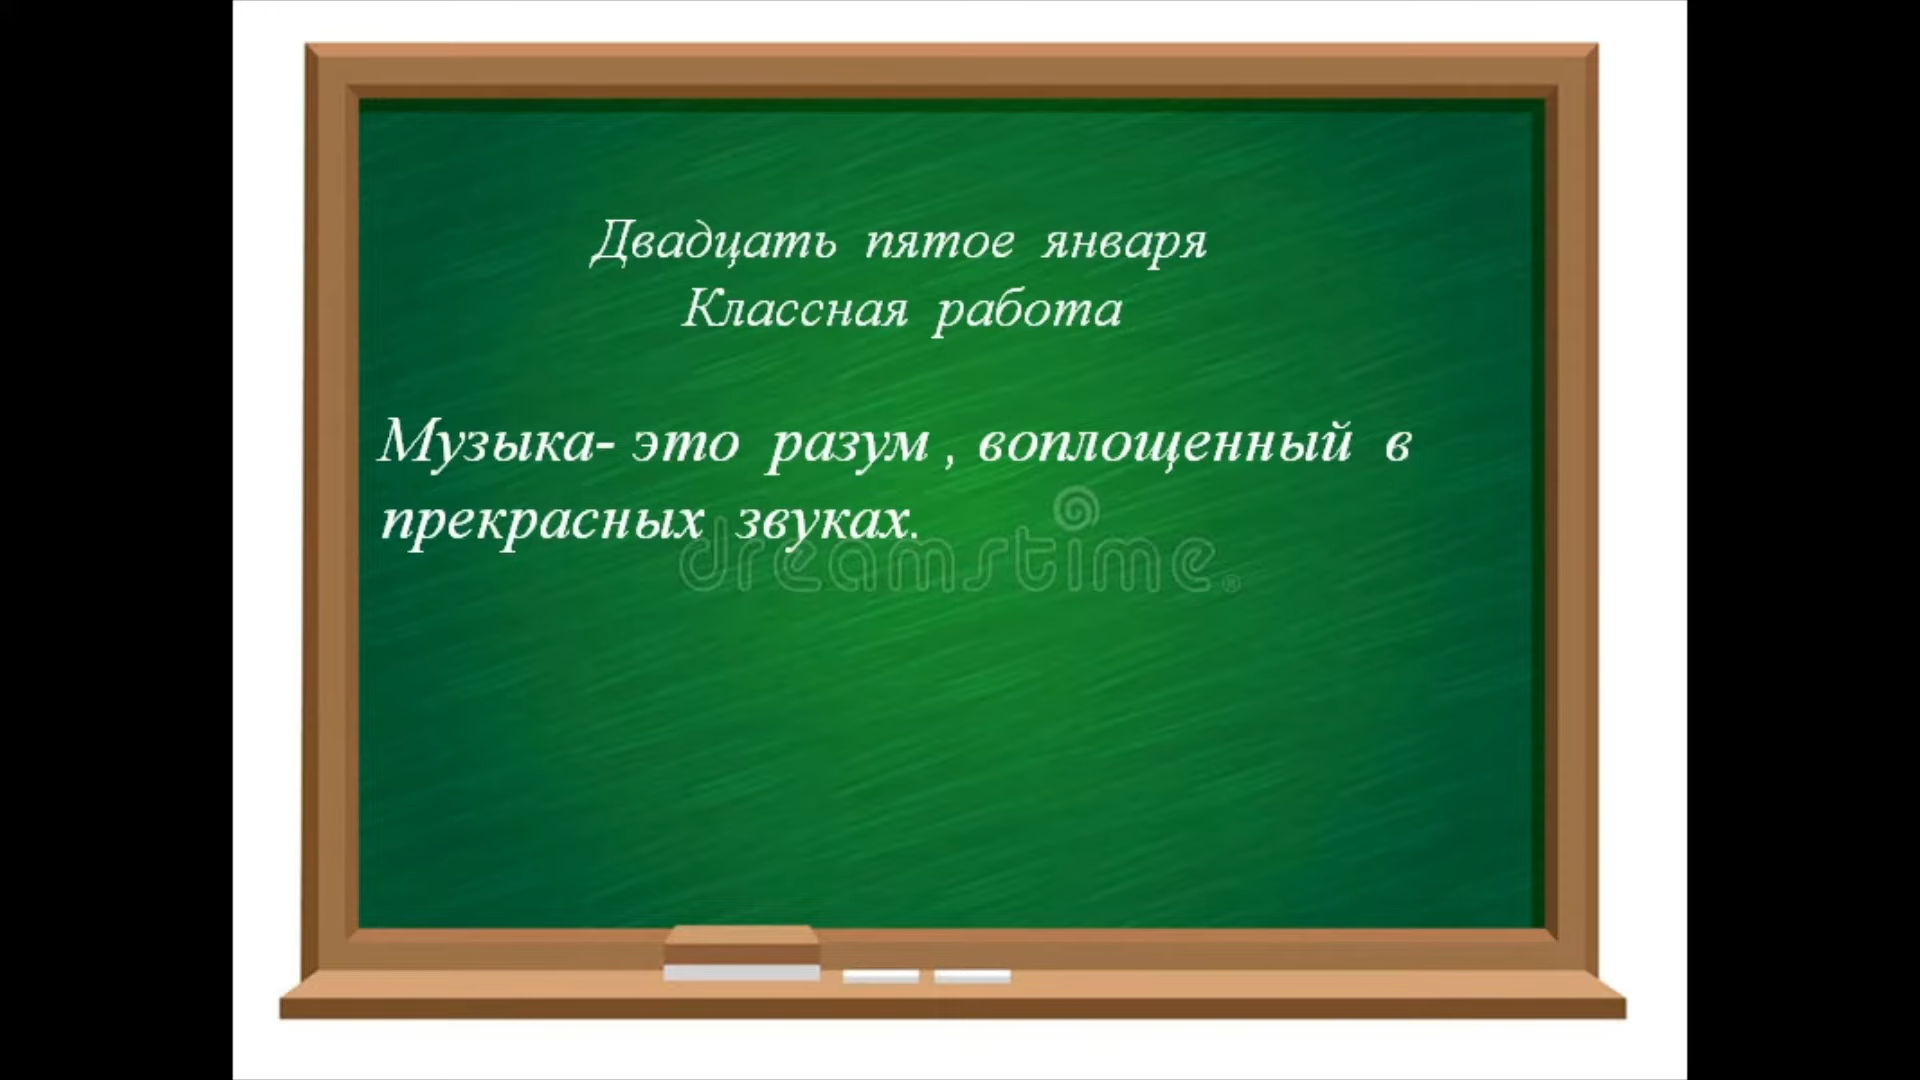 Двадцать пятое января
Классная работа
Музыка- это разум , воплощенный в
прекрасных звуках.
dreamstime®